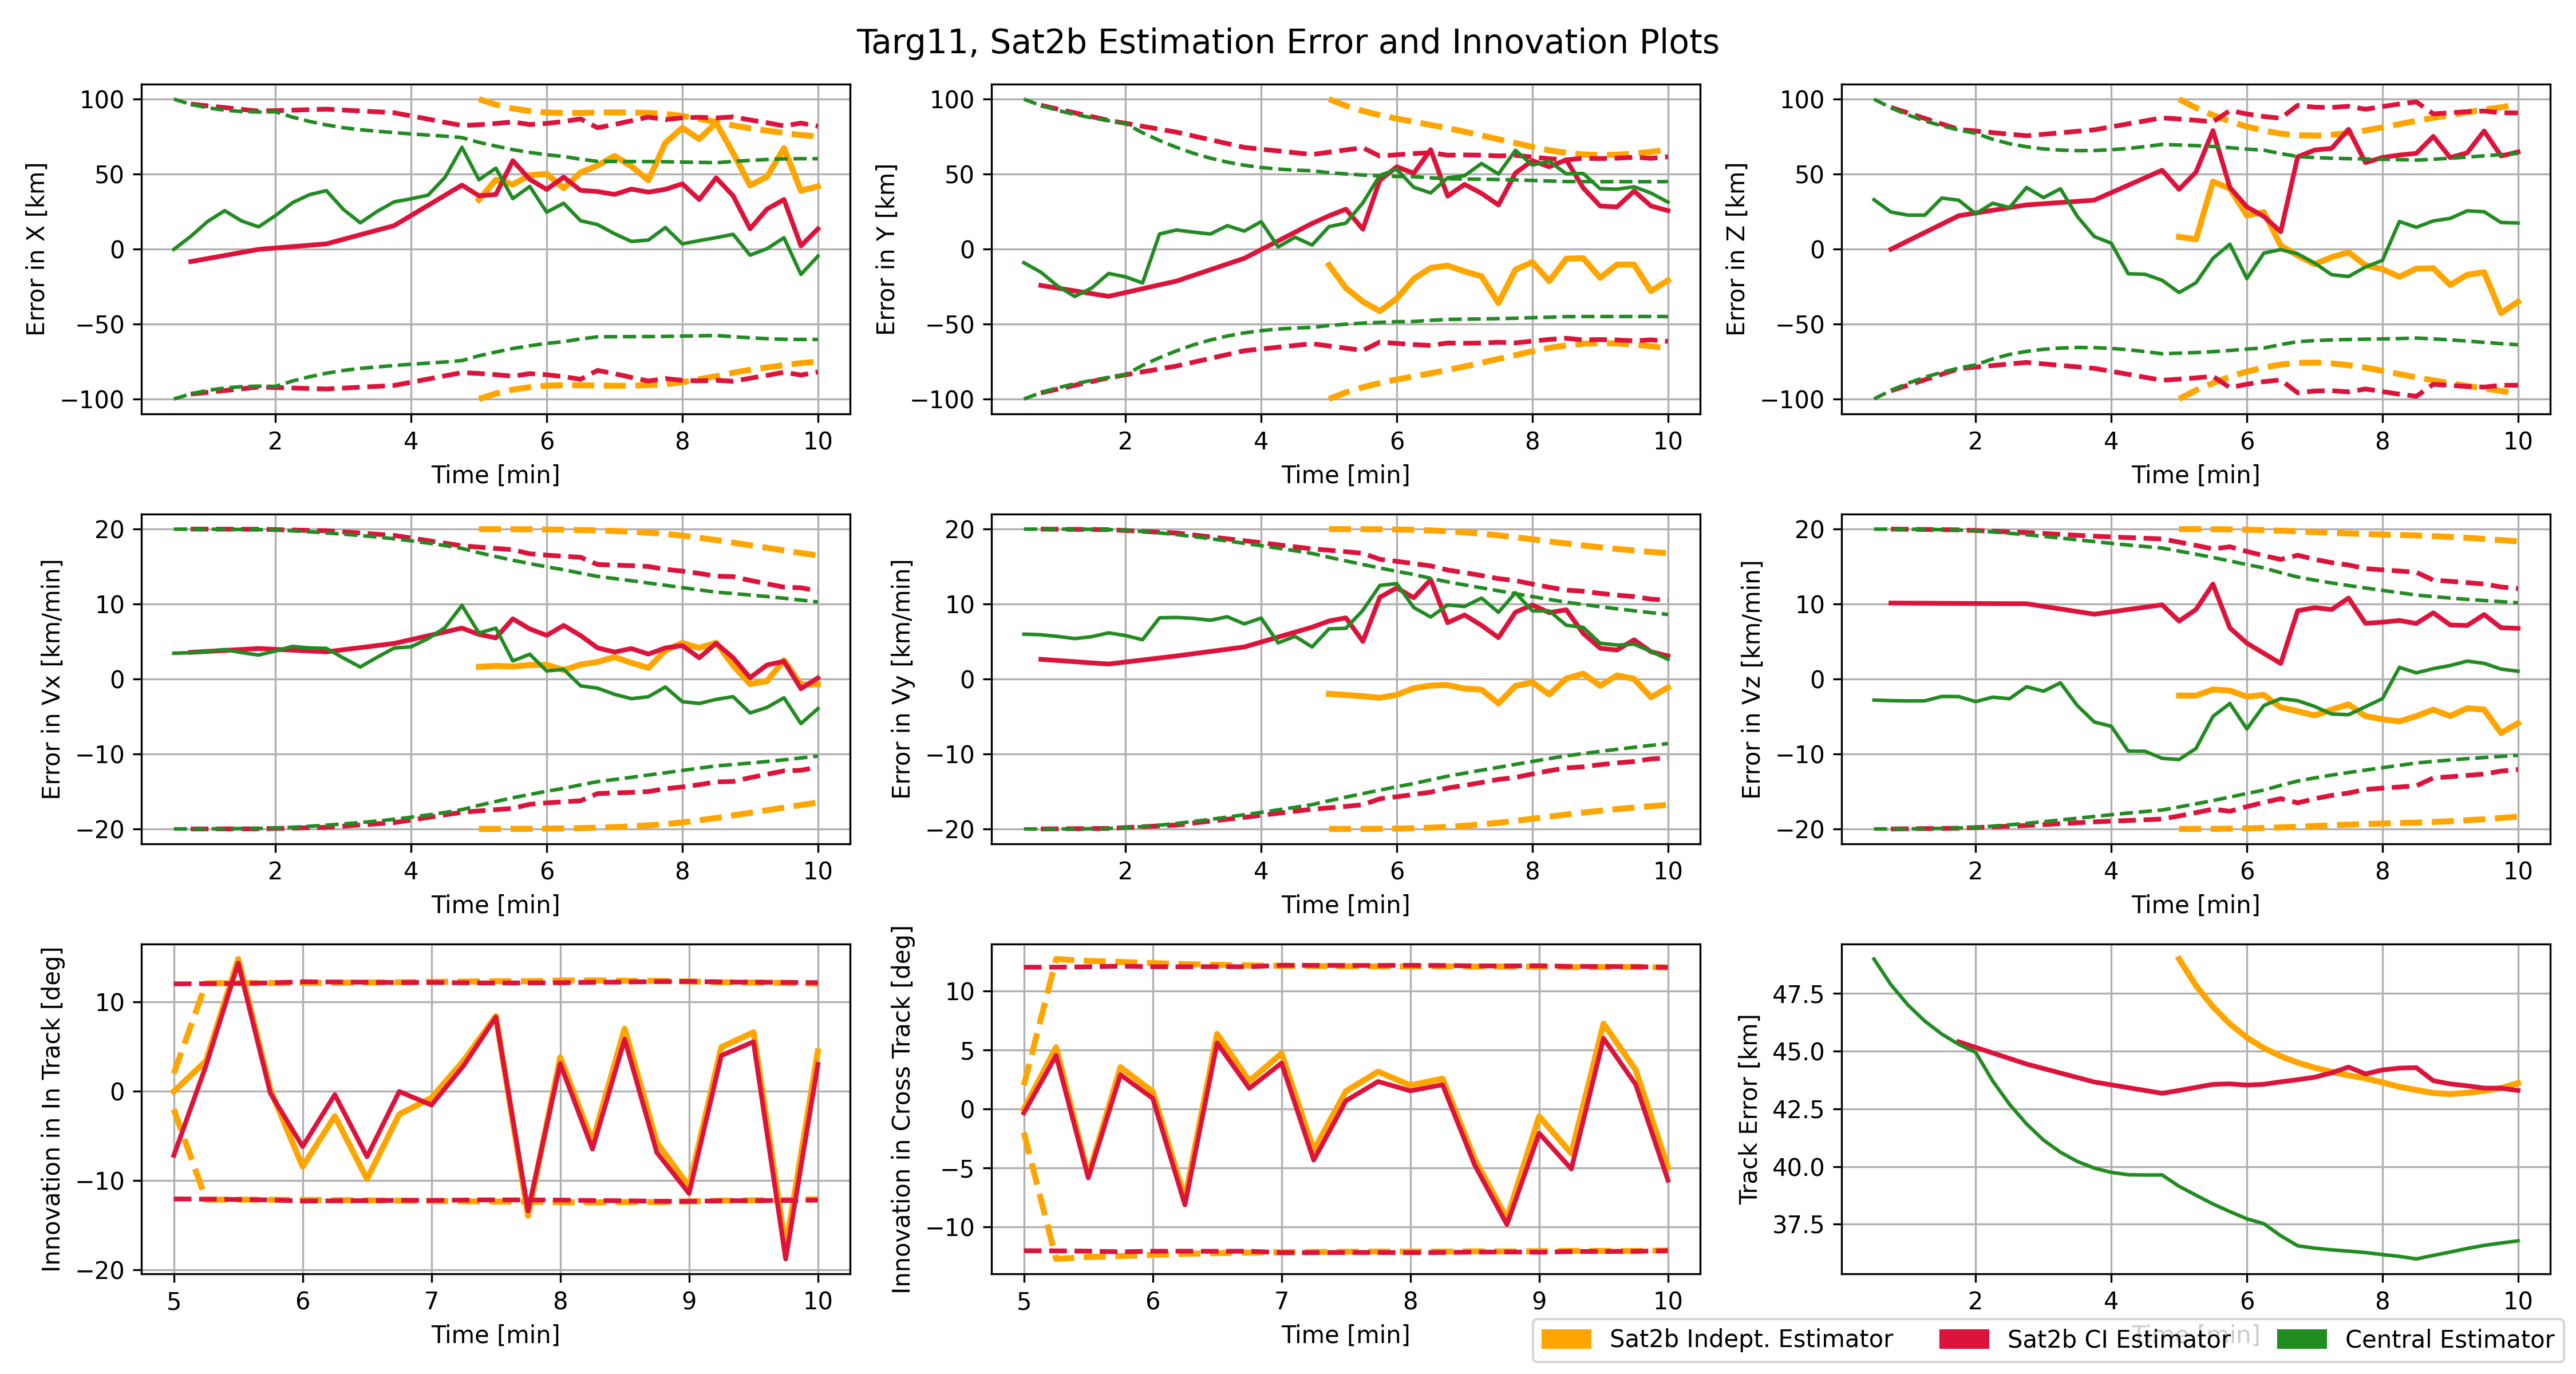 Targ11, Sat2b Estimation Error and Innovation Plots
Error in X [km]
100
50
0
−50
−100
2 4 6 8 10
Time [min]
Error in Y [km]
100
50
0
−50
−100
2 4 6 8 10
Time [min]
Error in Z [km]
100
50
0
−50
−100
2 4 6 8 10
Time [min]
Error in Vx [km/min]
20
10
0
−10
−20
2 4 6 8 10
Time [min]
Error in Vy [km/min]
20
10
0
−10
−20
2 4 6 8 10
Time [min]
Error in Vz [km/min]
20
10
0
−10
−20
2 4 6 8 10
Time [min]
Innovation in In Track [deg]
10
0
−10
−20
5 6 7 8 9 10
Time [min]
Innovation in Cross Track [deg]
10
5
0
−5
−10
5 6 7 8 9 10
Time [min]
Track Error [km]
47.5
45.0
42.5
40.0
37.5
2 4 6 8 10
Time [min]
Sat2b Indept. Estimator Sat2b CI Estimator Central Estimator